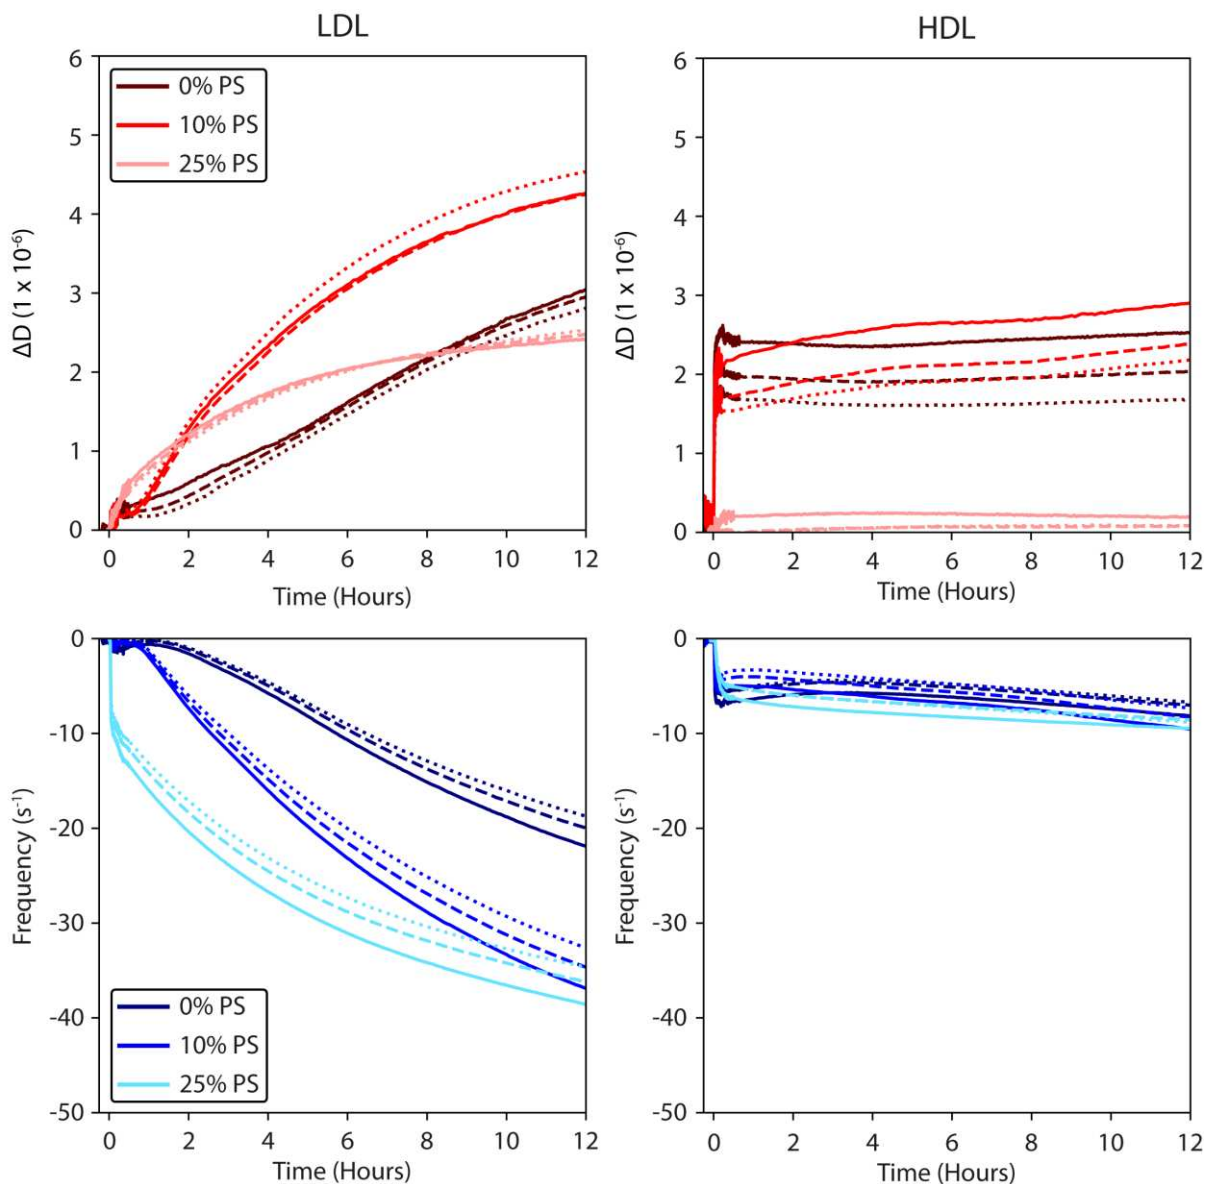 LDL
HDL
6
5
4
3
2
1
0
ΔD (1 x 10⁻⁶)
0% PS
10% PS
25% PS
0 2 4 6 8 10 12
Time (Hours)
6
5
4
3
2
1
0
ΔD (1 x 10⁻⁶)
0 2 4 6 8 10 12
Time (Hours)
0
-10
-20
-30
-40
-50
Frequency (s⁻¹)
0% PS
10% PS
25% PS
0 2 4 6 8 10 12
Time (Hours)
0
-10
-20
-30
-40
-50
Frequency (s⁻¹)
0 2 4 6 8 10 12
Time (Hours)